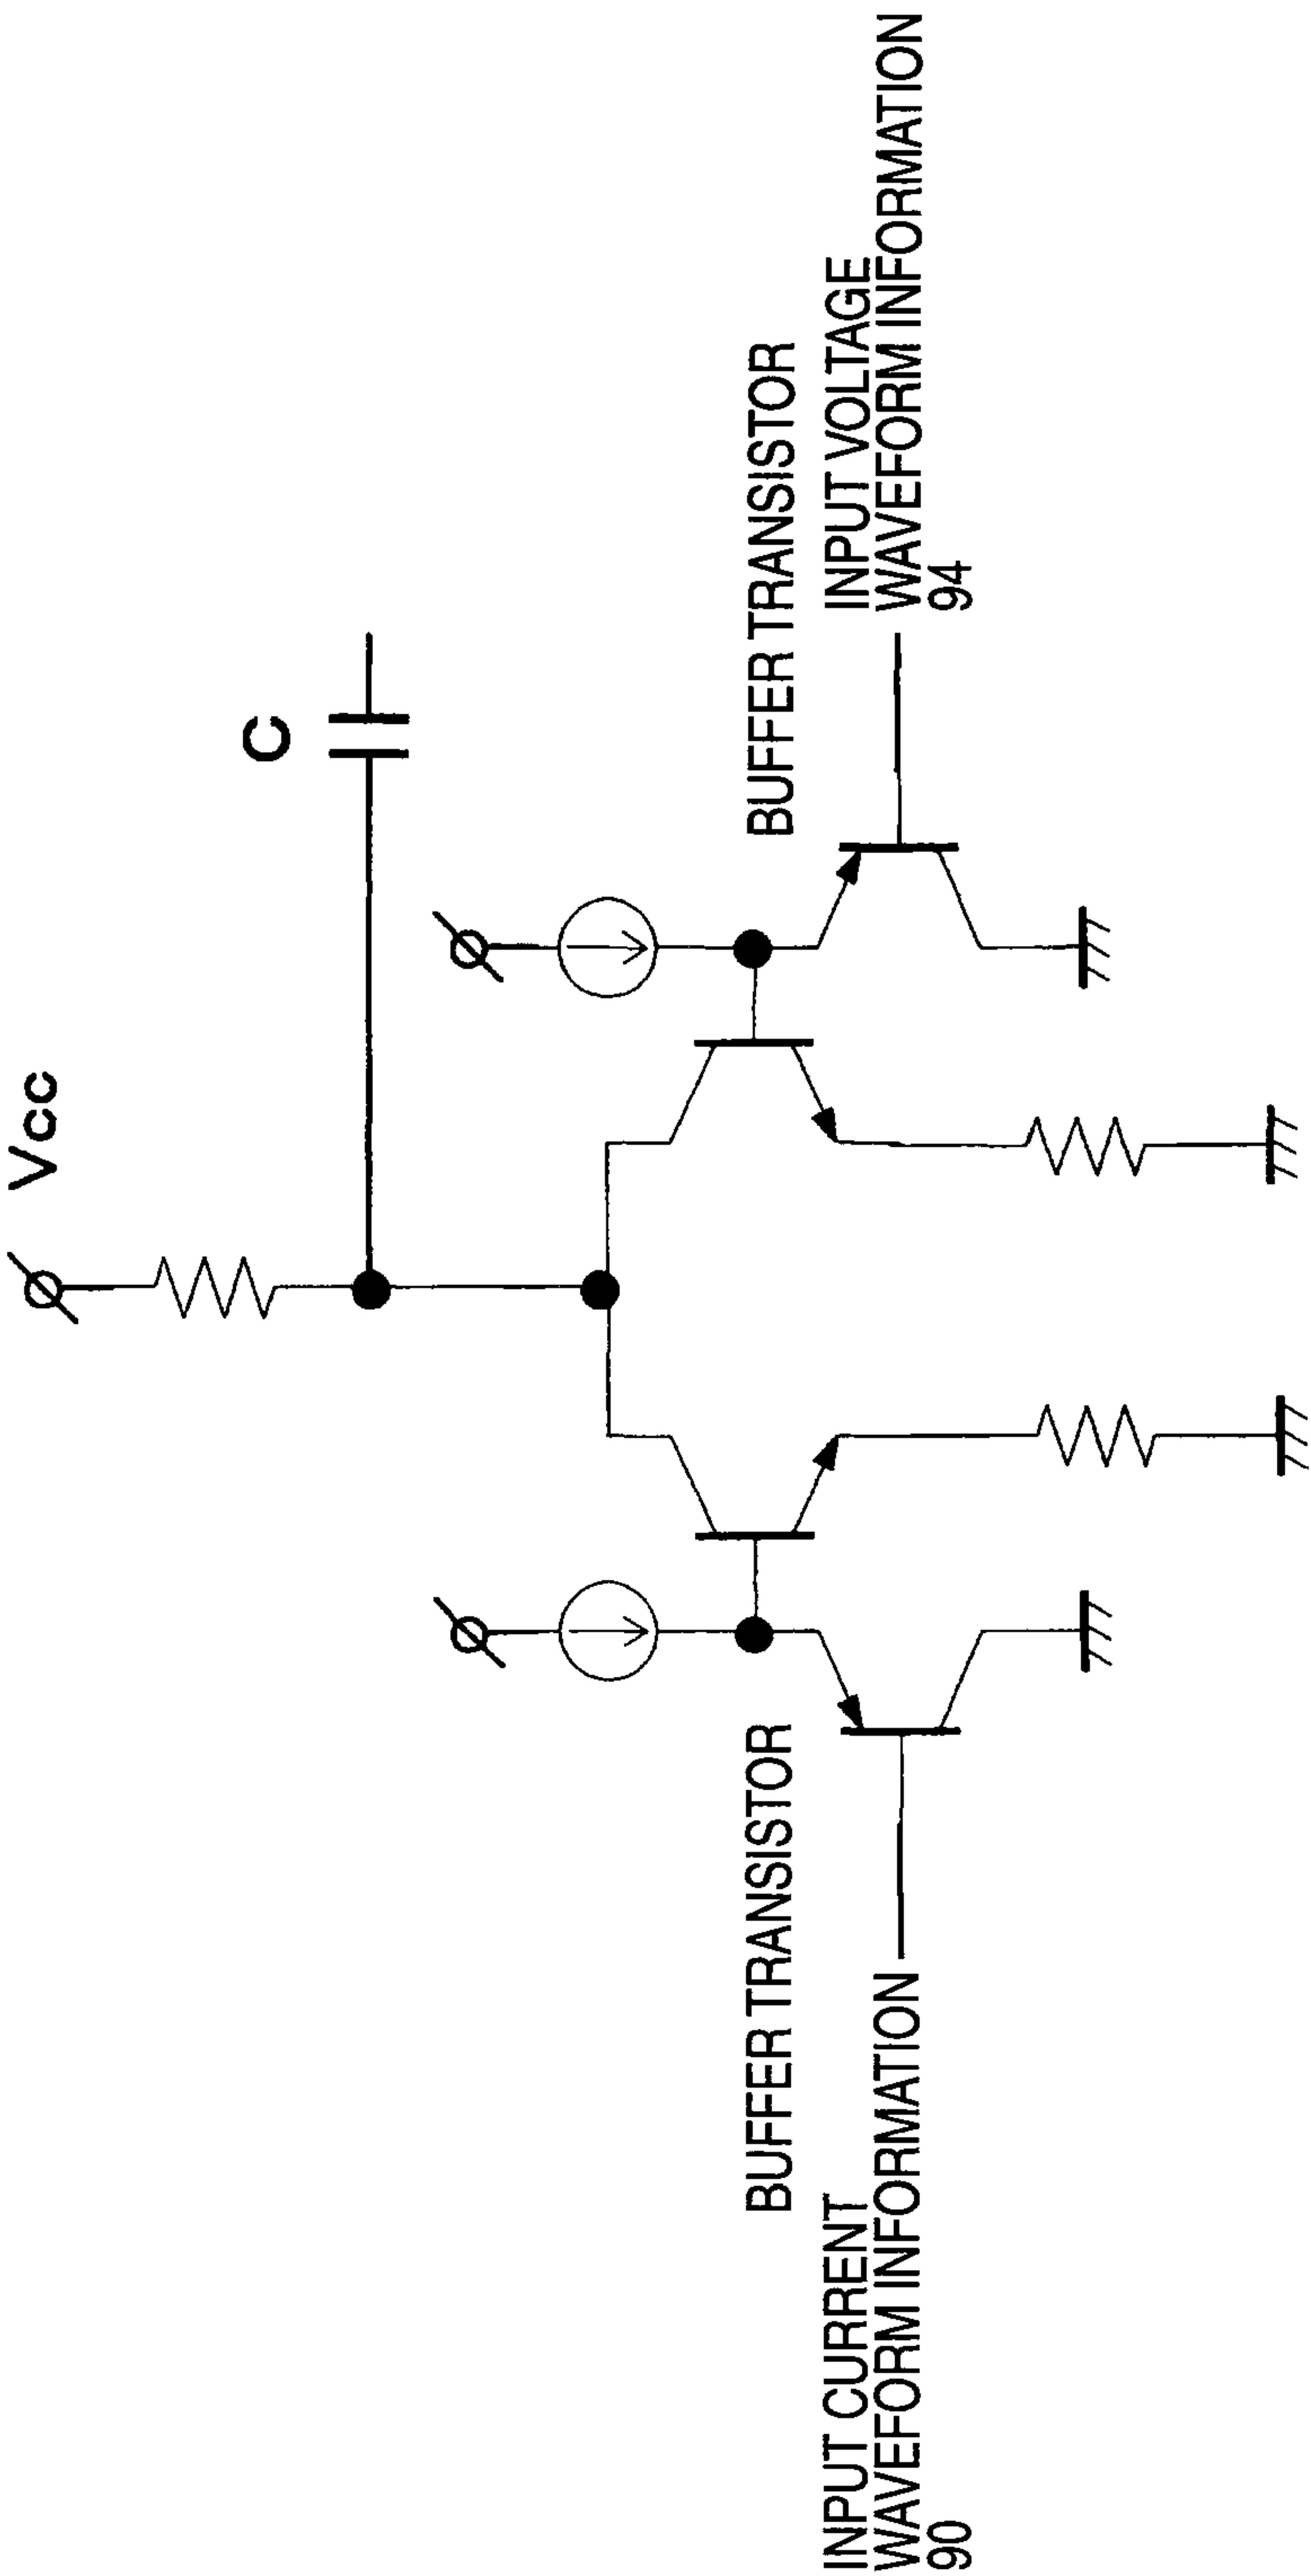 Vcc
C
BUFFER TRANSISTOR
INPUT VOLTAGE
WAVEFORM INFORMATION
94
BUFFER TRANSISTOR
INPUT CURRENT
WAVEFORM INFORMATION
90